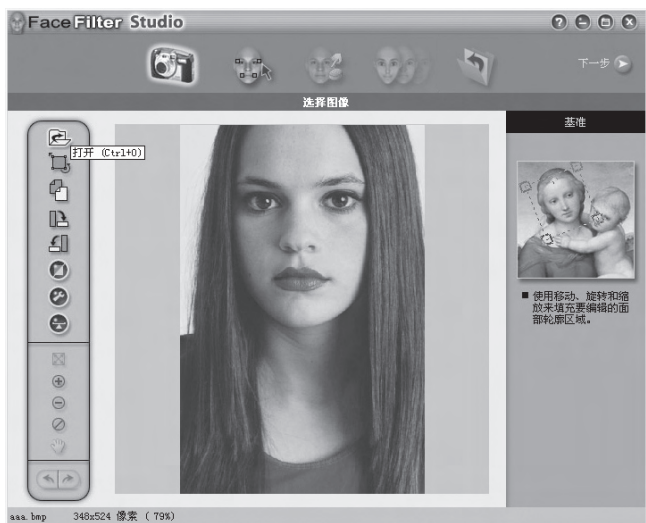 FaceFilter Studio
下一步
选择图像
基准
打开 (Ctrl+O)
■ 使用移动、旋转和缩
放来填充要编辑的面
部轮廓区域。
aaa.bmp 348x524 像素 ( 79%)